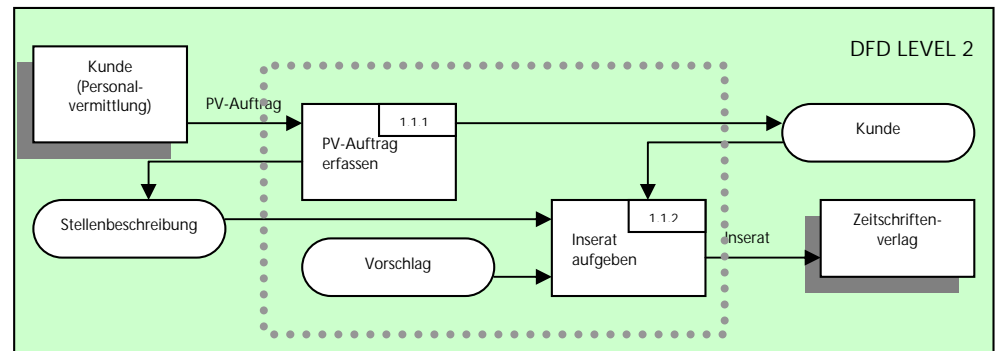 DFD LEVEL 2
Kunde
(Personal-
vermittlung)
PV-Auftrag
1.1.1
PV-Auftrag
erfassen
Kunde
Stellenbeschreibung
Vorschlag
1.1.2
Inserat
aufgeben
Inserat
Zeitschriften-
verlag